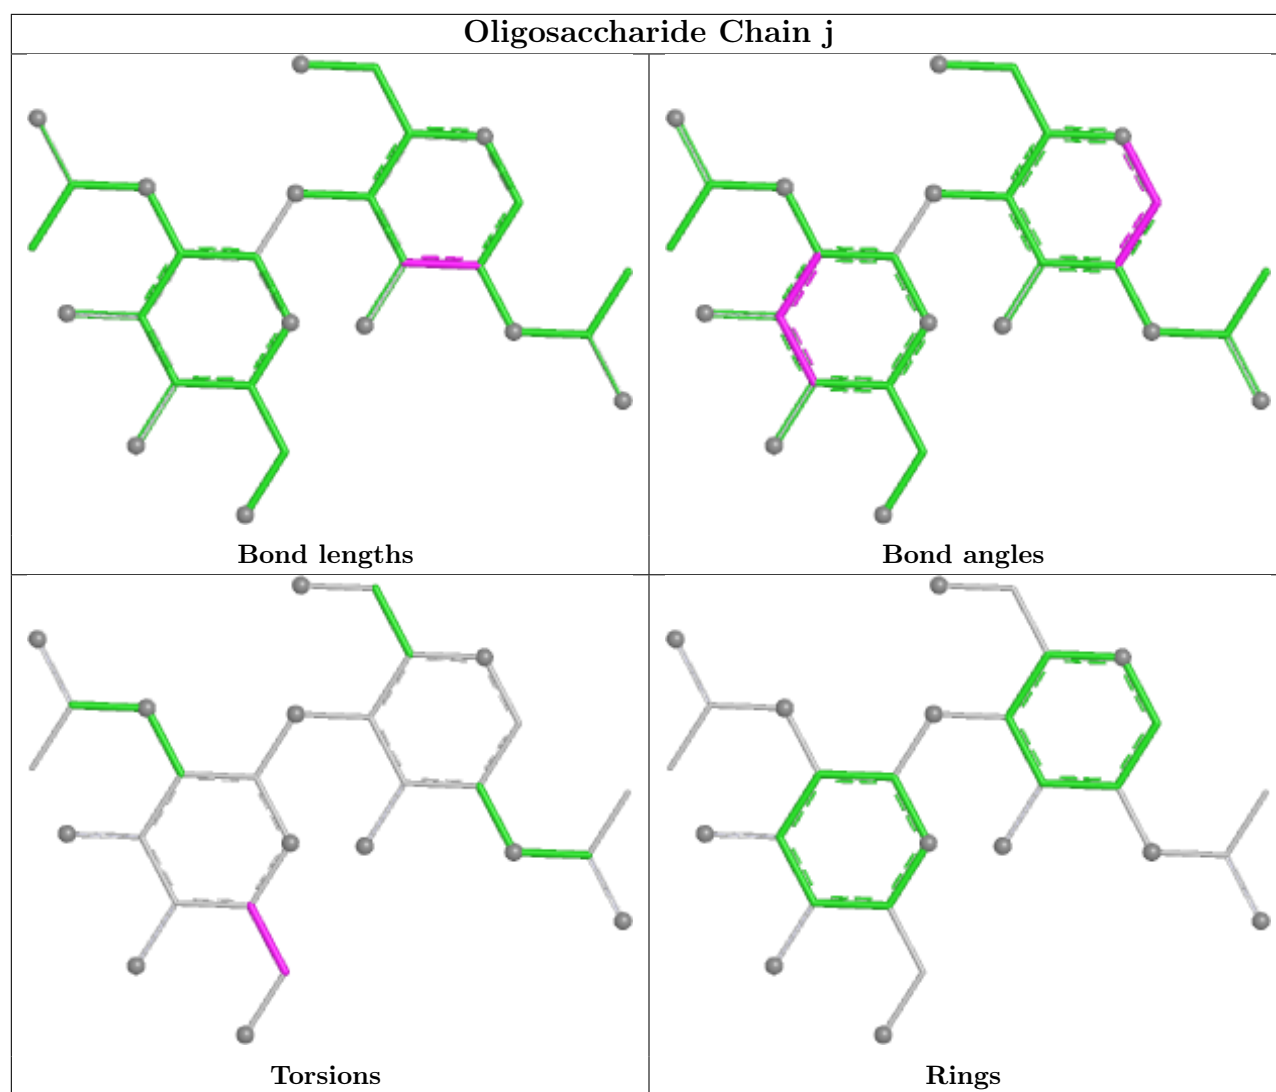 Oligosaccharide Chain j
Bond lengths
Bond angles
Torsions
Rings